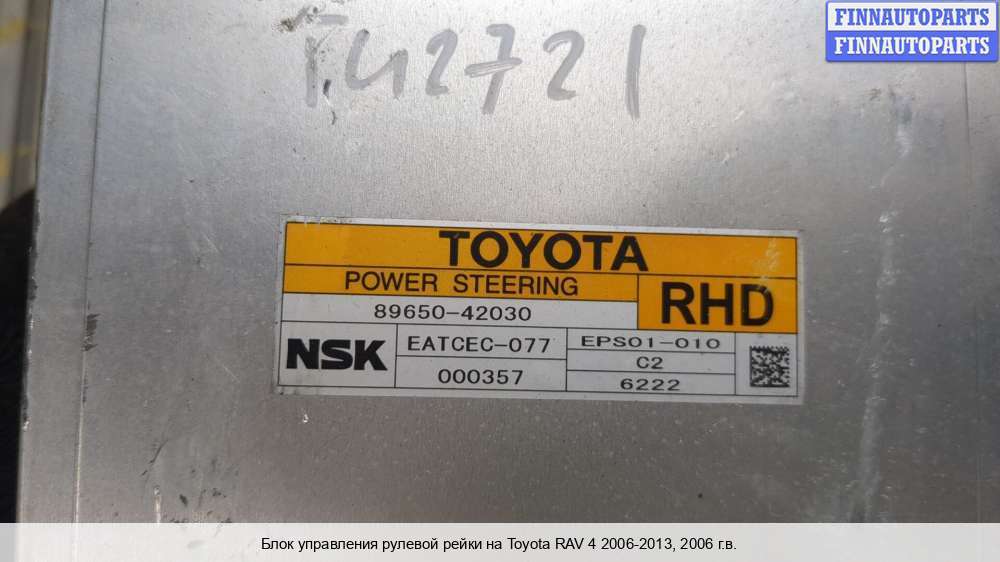 FINNAUTOPARTS
FINNAUTOPARTS
TOYOTA
POWER STEERING
RHD
89650-42030
NSK
EATCEC-077
EPS01-010
C2
000357
6222
Блок управления рулевой рейки на Toyota RAV 4 2006-2013, 2006 г.в.